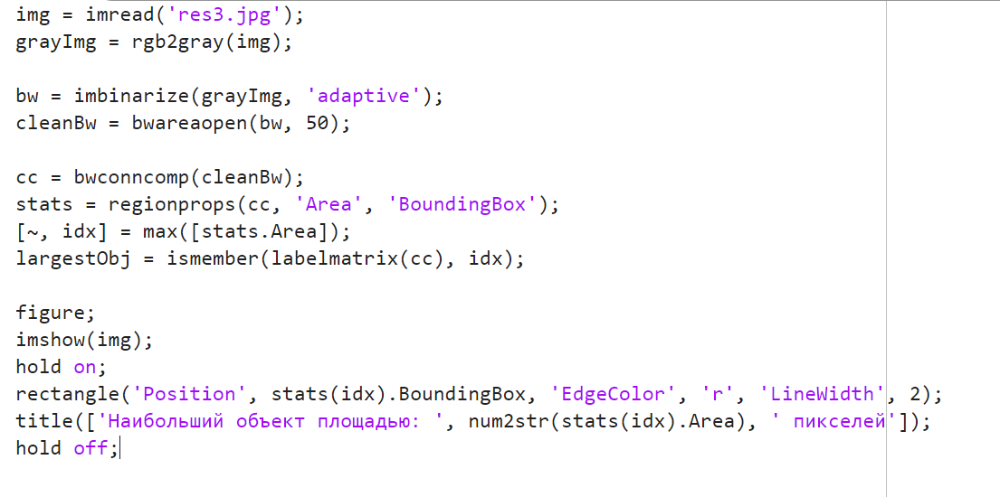 img = imread('res3.jpg');
grayImg = rgb2gray(img);
bw = imbinarize(grayImg, 'adaptive');
cleanBw = bwareaopen(bw, 50);
cc = bwconncomp(cleanBw);
stats = regionprops(cc, 'Area', 'BoundingBox');
[~, idx] = max([stats.Area]);
largestObj = ismember(labelmatrix(cc), idx);
figure;
imshow(img);
hold on;
rectangle('Position', stats(idx).BoundingBox, 'EdgeColor', 'r', 'LineWidth', 2);
title(['Наибольший объект площадью: ', num2str(stats(idx).Area), ' пикселей']);
hold off;